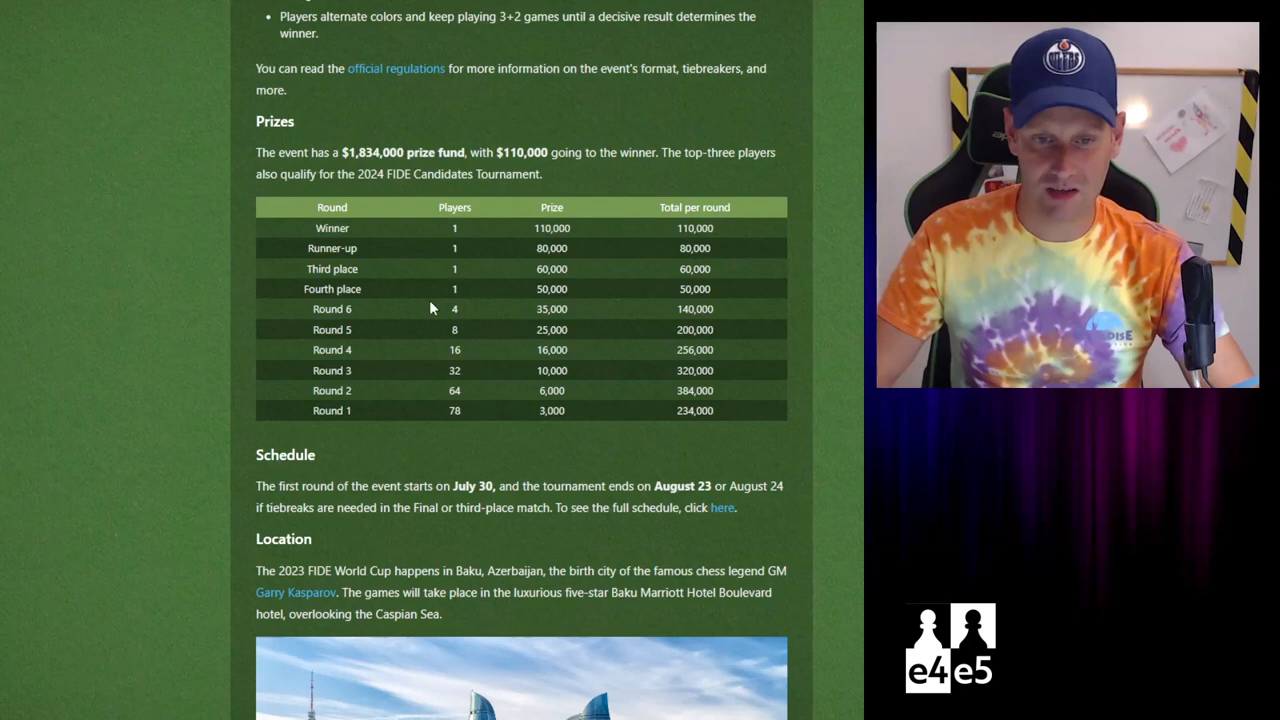 • Players alternate colors and keep playing 3+2 games until a decisive result determines the
winner.
You can read the official regulations for more information on the event's format, tiebreakers, and
more.
Prizes
The event has a $1,834,000 prize fund, with $110,000 going to the winner. The top-three players
also qualify for the 2024 FIDE Candidates Tournament.
Round Players Prize Total per round
Winner 1 110,000 110,000
Runner-up 1 80,000 80,000
Third place 1 60,000 60,000
Fourth place 1 50,000 50,000
Round 6 4 35,000 140,000
Round 5 8 25,000 200,000
Round 4 16 16,000 256,000
Round 3 32 10,000 320,000
Round 2 64 6,000 384,000
Round 1 78 3,000 234,000
Schedule
The first round of the event starts on July 30, and the tournament ends on August 23 or August 24
if tiebreaks are needed in the Final or third-place match. To see the full schedule, click here.
Location
The 2023 FIDE World Cup happens in Baku, Azerbaijan, the birth city of the famous chess legend GM
Garry Kasparov. The games will take place in the luxurious five-star Baku Marriott Hotel Boulevard
hotel, overlooking the Caspian Sea.
OILERS
e4 e5